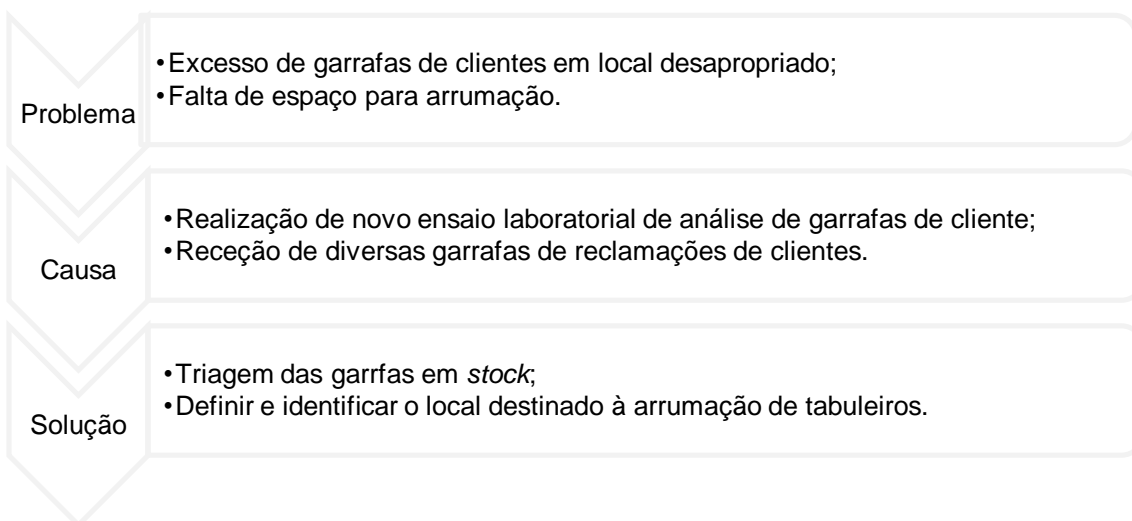 Problema
•Excesso de garrafas de clientes em local desapropriado;
•Falta de espaço para arrumação.
Causa
•Realização de novo ensaio laboratorial de análise de garrafas de cliente;
•Receção de diversas garrafas de reclamações de clientes.
Solução
•Triagem das garrfas em stock;
•Definir e identificar o local destinado à arrumação de tabuleiros.